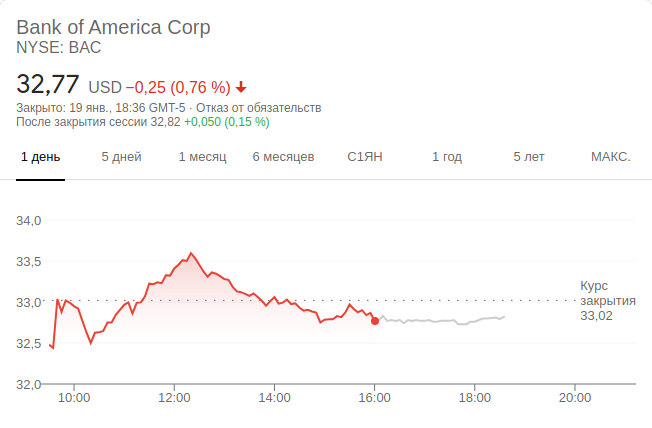 Bank of America Corp
NYSE: BAC
32,77 USD −0,25 (0,76 %)
Закрыто: 19 янв., 18:36 GMT-5 · Отказ от обязательств
После закрытия сессии 32,82 +0,050 (0,15 %)
1 день 5 дней 1 месяц 6 месяцев С1ЯН 1 год 5 лет МАКС.
34,0
33,5
Курс
33,0 закрытия
33,02
32,5
32,0
10:00 12:00 14:00 16:00 18:00 20:00